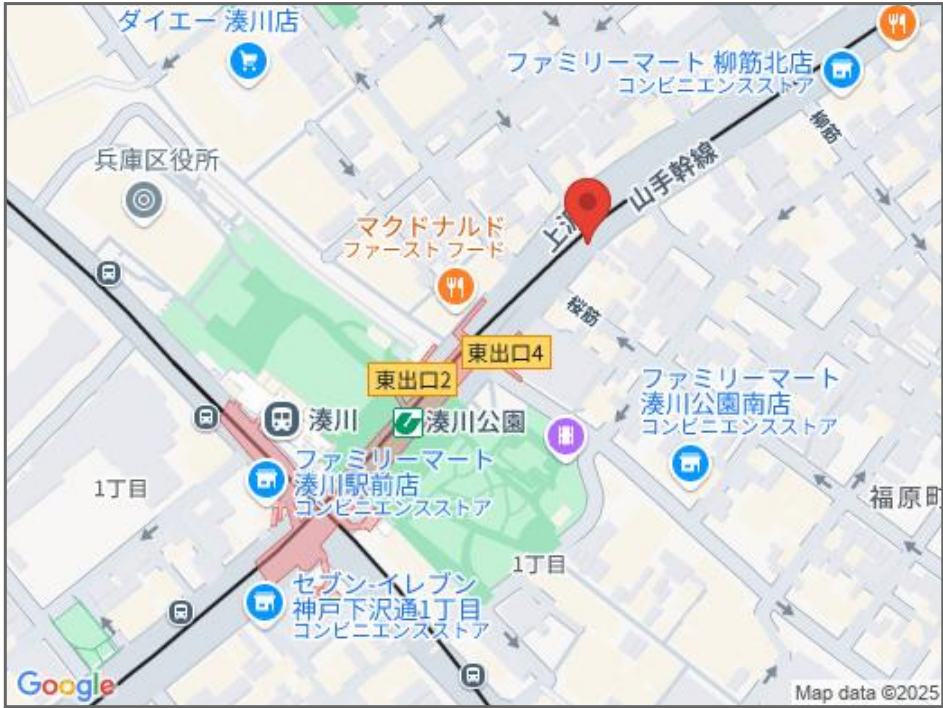 ダイエー 湊川店
ファミリーマート 柳筋北店
コンビニエンスストア
柳筋
兵庫区役所
山手幹線
マクドナルド
ファースト フード
桜筋
東出口4
東出口2
ファミリーマート
湊川公園南店
コンビニエンスストア
湊川
湊川公園
ファミリーマート
湊川駅前店
コンビニエンスストア
1丁目
福原町
1丁目
セブン-イレブン
神戸下沢通1丁目
コンビニエンスストア
Google
Map data ©2025